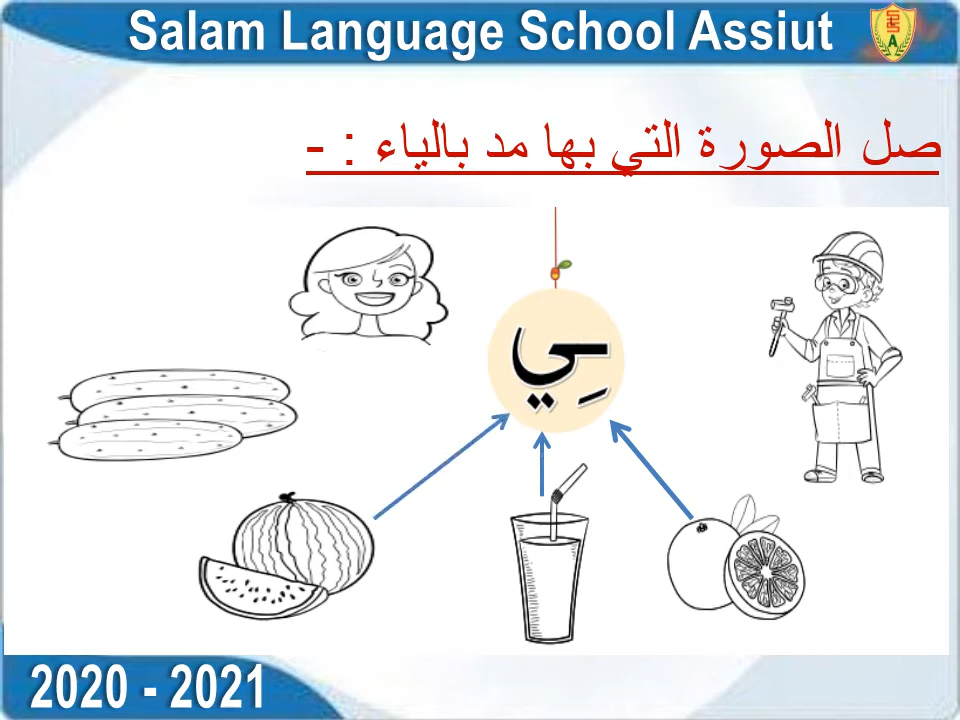 Salam Language School Assiut
صل الصورة التي بها مد بالياء : -
ـِي
2020 - 2021